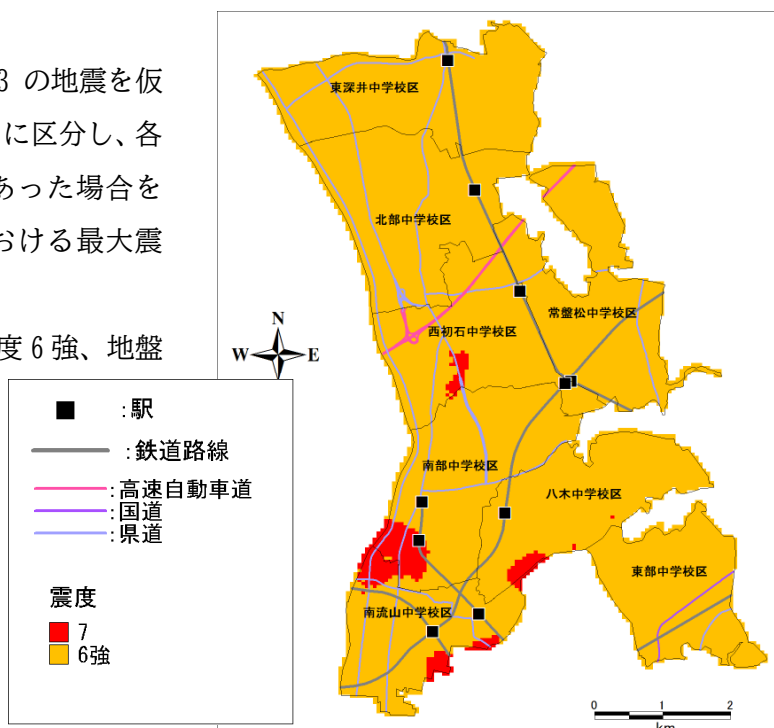 3 の地震を仮
に区分し、各
あった場合を
おける最大震
度 6 強、地盤
N
W
E
:駅
:鉄道路線
:高速自動車道
:国道
:県道
震度
7
6強
東深井中学校区
北部中学校区
常盤松中学校区
西初石中学校区
南部中学校区
八木中学校区
東部中学校区
南流山中学校区
0 1 2
km